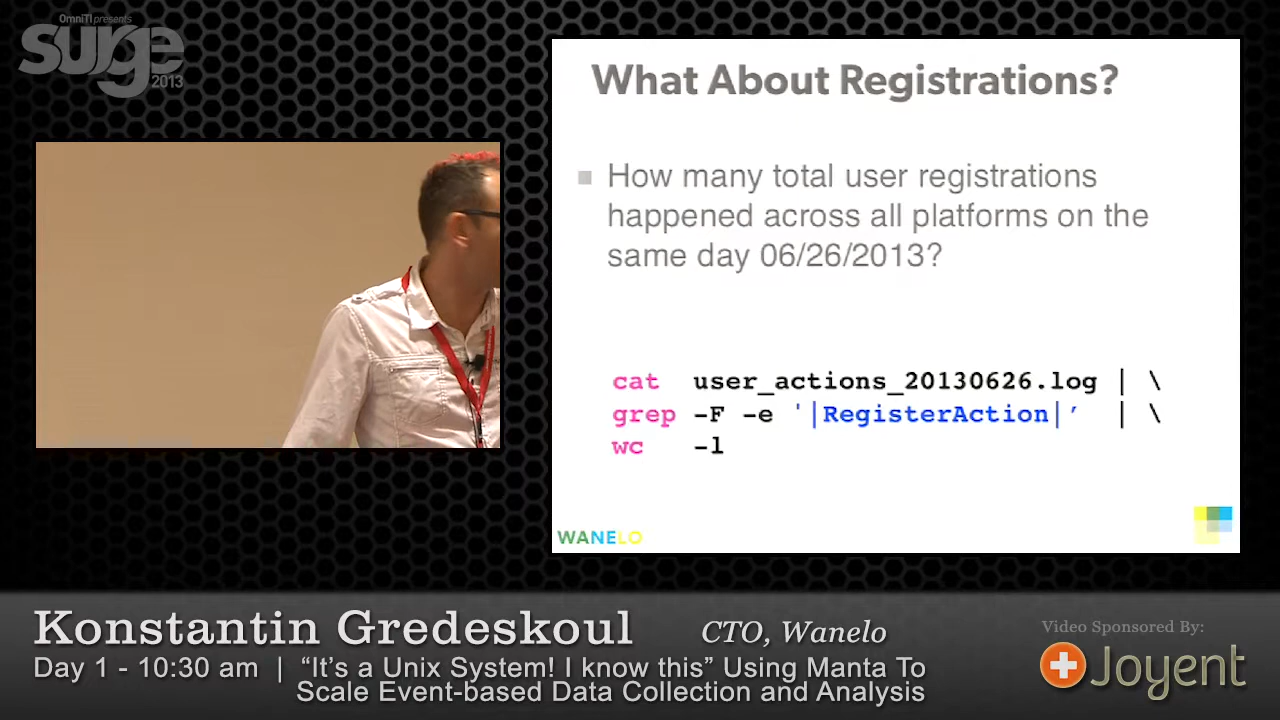 OmniTI presents
surge
2013
What About Registrations?
How many total user registrations
happened across all platforms on the
same day 06/26/2013?
cat user_actions_20130626.log | \
grep -F -e '|RegisterAction|’ | \
wc -l
WANELO
Konstantin Gredeskoul CTO, Wanelo
Day 1 - 10:30 am | “It’s a Unix System! I know this” Using Manta To
Scale Event-based Data Collection and Analysis
Video Sponsored By:
Joyent